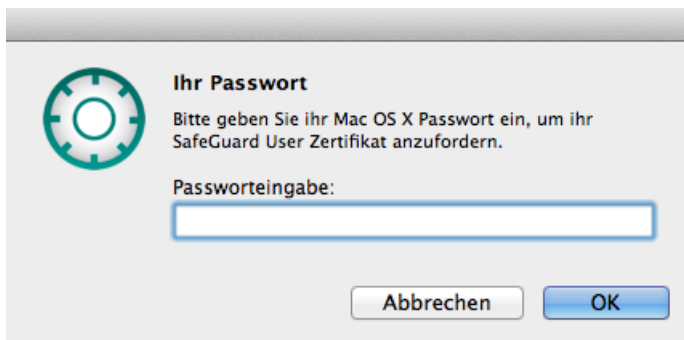 Ihr Passwort
Bitte geben Sie ihr Mac OS X Passwort ein, um ihr
SafeGuard User Zertifikat anzufordern.
Passworteingabe:
Abbrechen
OK